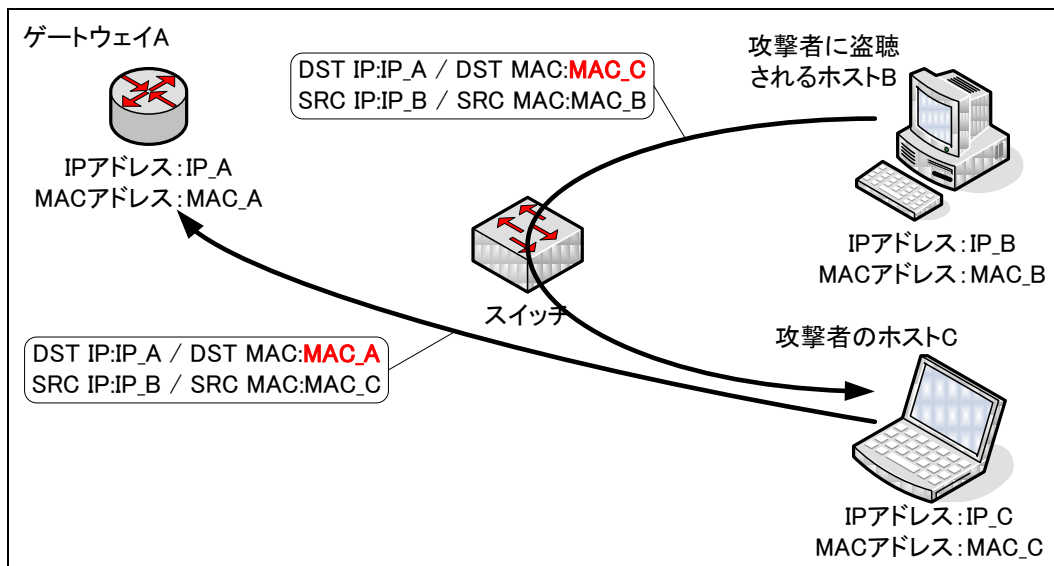 ゲートウェイA
IPアドレス:IP_A
MACアドレス:MAC_A
DST IP:IP_A / DST MAC:MAC_C
SRC IP:IP_B / SRC MAC:MAC_B
攻撃者に盗聴
されるホストB
IPアドレス:IP_B
MACアドレス:MAC_B
スイッチ
DST IP:IP_A / DST MAC:MAC_A
SRC IP:IP_B / SRC MAC:MAC_C
攻撃者のホストC
IPアドレス:IP_C
MACアドレス:MAC_C